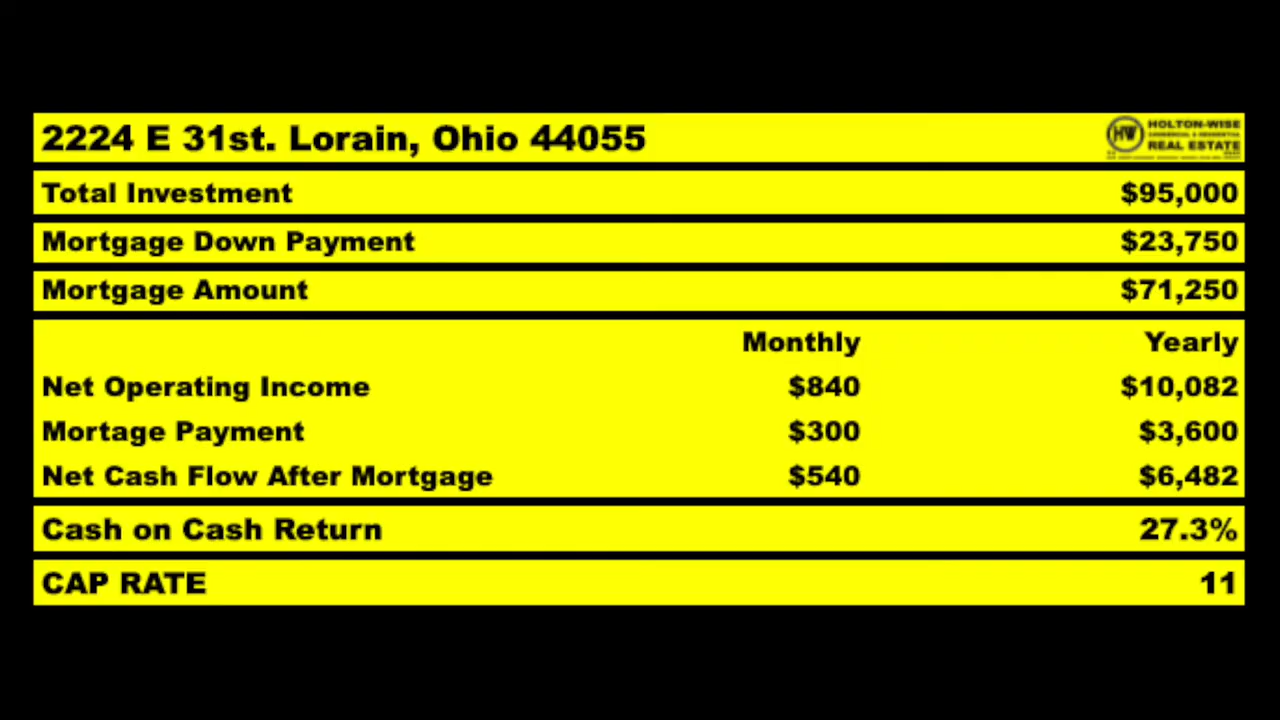 2224 E 31st. Lorain, Ohio 44055
HW
HOLTON-WISE
COMMERCIAL & RESIDENTIAL
REAL ESTATE
Total Investment $95,000
Mortgage Down Payment $23,750
Mortgage Amount $71,250
Monthly Yearly
Net Operating Income $840 $10,082
Mortage Payment $300 $3,600
Net Cash Flow After Mortgage $540 $6,482
Cash on Cash Return 27.3%
CAP RATE 11